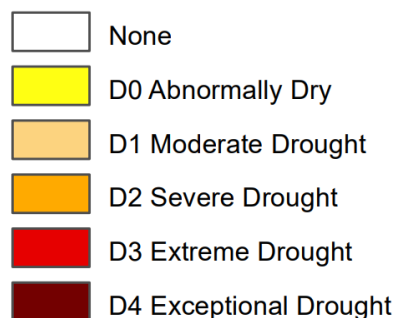 None
D0 Abnormally Dry
D1 Moderate Drought
D2 Severe Drought
D3 Extreme Drought
D4 Exceptional Drought